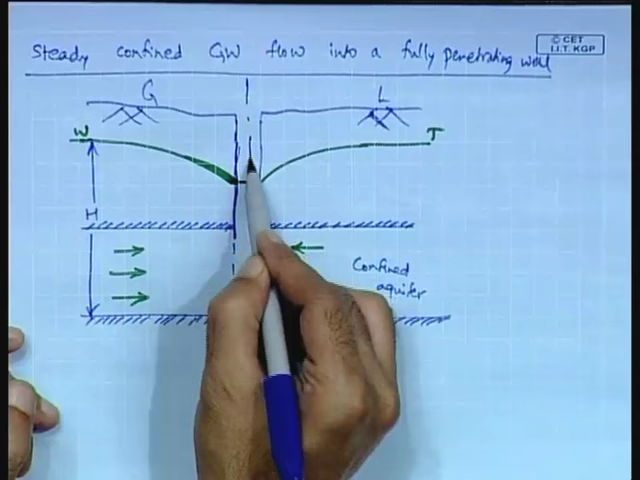 Steady confined GW flow into a fully penetrating well
© CET
I.I.T. KGP
G L
W T
H
Confined
aquifer